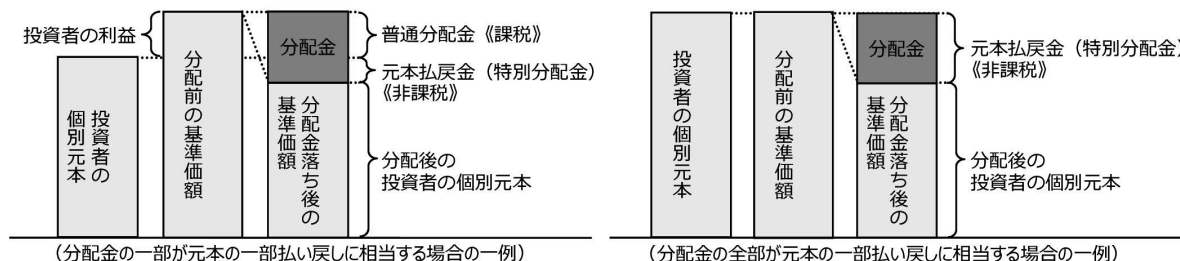 投資者の利益
投資者の
個別元本
分配前の基準価額
分配金
分配金落ち後の
基準価額
普通分配金《課税》
元本払戻金（特別分配金）
《非課税》
分配後の
投資者の個別元本
（分配金の一部が元本の一部払い戻しに相当する場合の一例）
投資者の個別元本
分配前の基準価額
分配金
分配金落ち後の
基準価額
元本払戻金（特別分配金）
《非課税》
分配後の
投資者の個別元本
（分配金の全部が元本の一部払い戻しに相当する場合の一例）